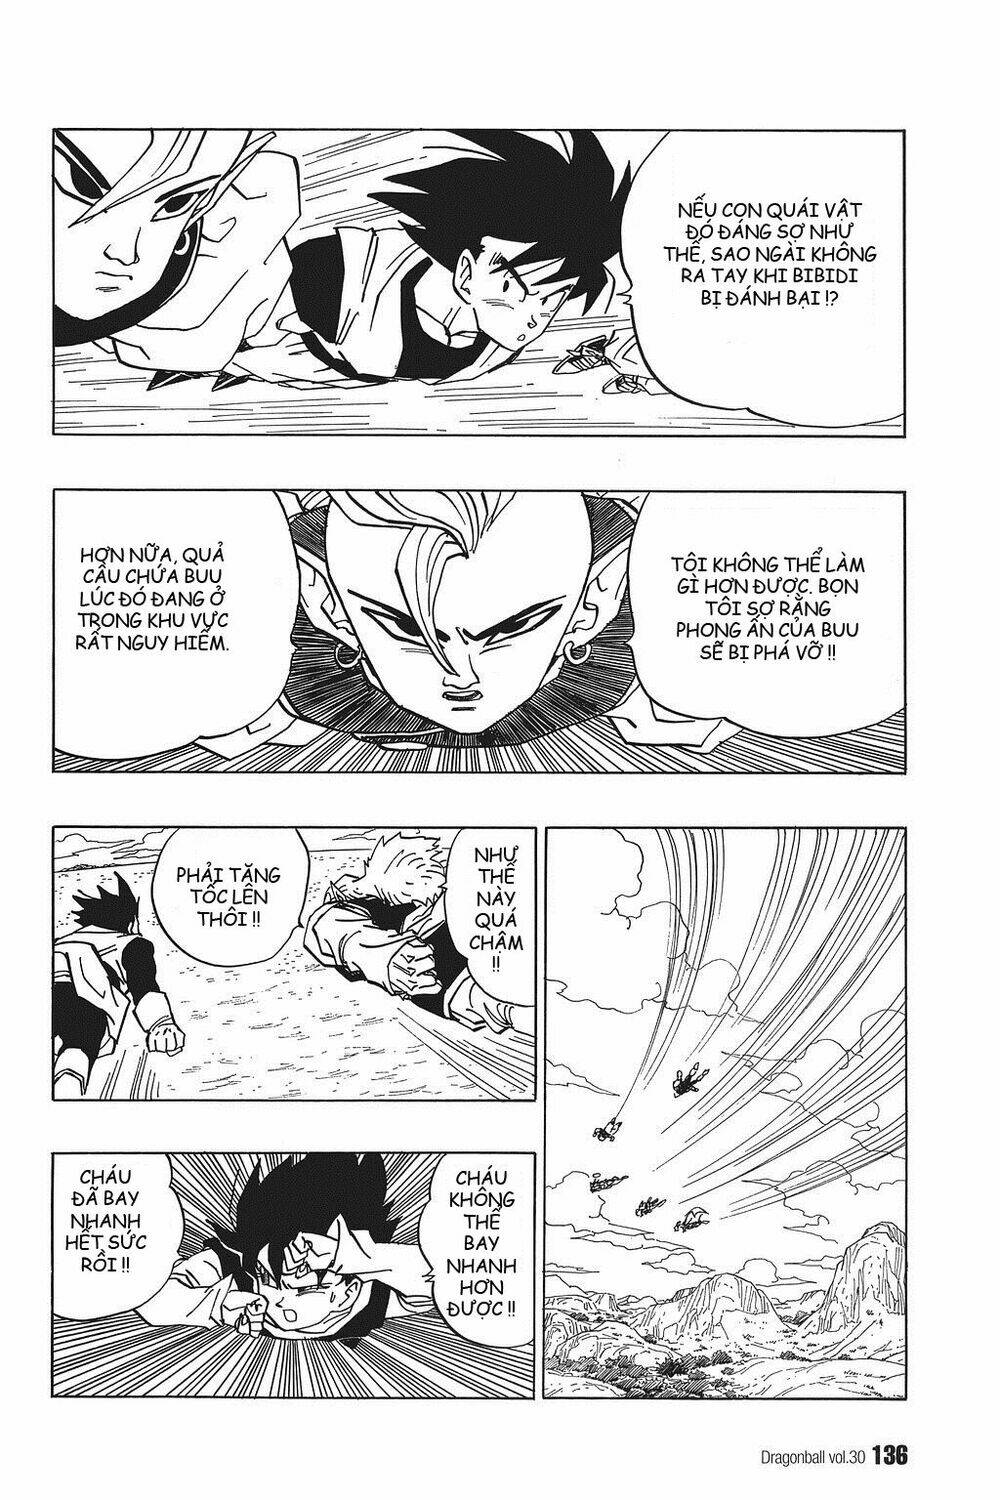 NẾU CON QUÁI VẬT
ĐÓ ĐÁNG SỢ NHƯ
THẾ, SAO NGÀI KHÔNG
RA TAY KHI BIBIDI
BỊ ĐÁNH BẠI !?
TÔI KHÔNG THỂ LÀM
GÌ HƠN ĐƯỢC. BỌN
TÔI SỢ RẰNG
PHONG ẤN CỦA BUU
SẼ BỊ PHÁ VỠ !!
HƠN NỮA, QUẢ
CẦU CHỨA BUU
LÚC ĐÓ ĐANG Ở
TRONG KHU VỰC
RẤT NGUY HIỂM.
NHƯ
THẾ
NÀY
QUÁ
CHẬM
!!
PHẢI TĂNG
TỐC LÊN
THÔI !!
CHÁU
KHÔNG
THỂ
BAY
NHANH
HƠN
ĐƯỢC !!
CHÁU
ĐÃ BAY
NHANH
HẾT SỨC
RỒI !!
Dragonball vol.30 136